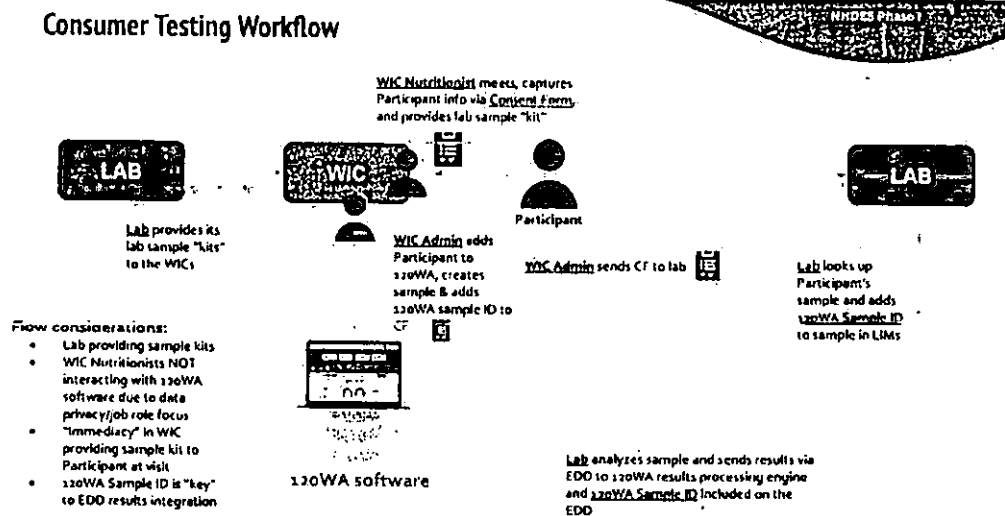 Consumer Testing Workflow
NHDES Phase I
WIC Nutritionist meets, captures
Participant info via Consent Form,
and provides lab sample "kit"
LAB
WIC
Participant
LAB
Lab provides its
lab sample "kits"
to the WICs
WIC Admin adds
Participant to
120WA, creates
sample & adds
120WA sample ID to
CF
WIC Admin sends CF to lab
Lab looks up
Participant's
sample and adds
120WA Sample ID
to sample in LIMs
Flow considerations:
• Lab providing sample kits
• WIC Nutritionists NOT
interacting with 120WA
software due to data
privacy/job role focus
• "Immediacy" in WIC
providing sample kit to
Participant at visit
• 120WA Sample ID is "key"
to EDD results integration
120WA software
Lab analyzes sample and sends results via
EDD to 120WA results processing engine
and 120WA Sample ID included on the
EDD